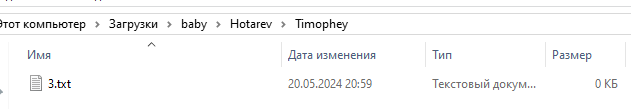 Этот компьютер > Загрузки > baby > Hotarev > Timophey
Имя Дата изменения Тип Размер
3.txt 20.05.2024 20:59 Текстовый докум... 0 КБ